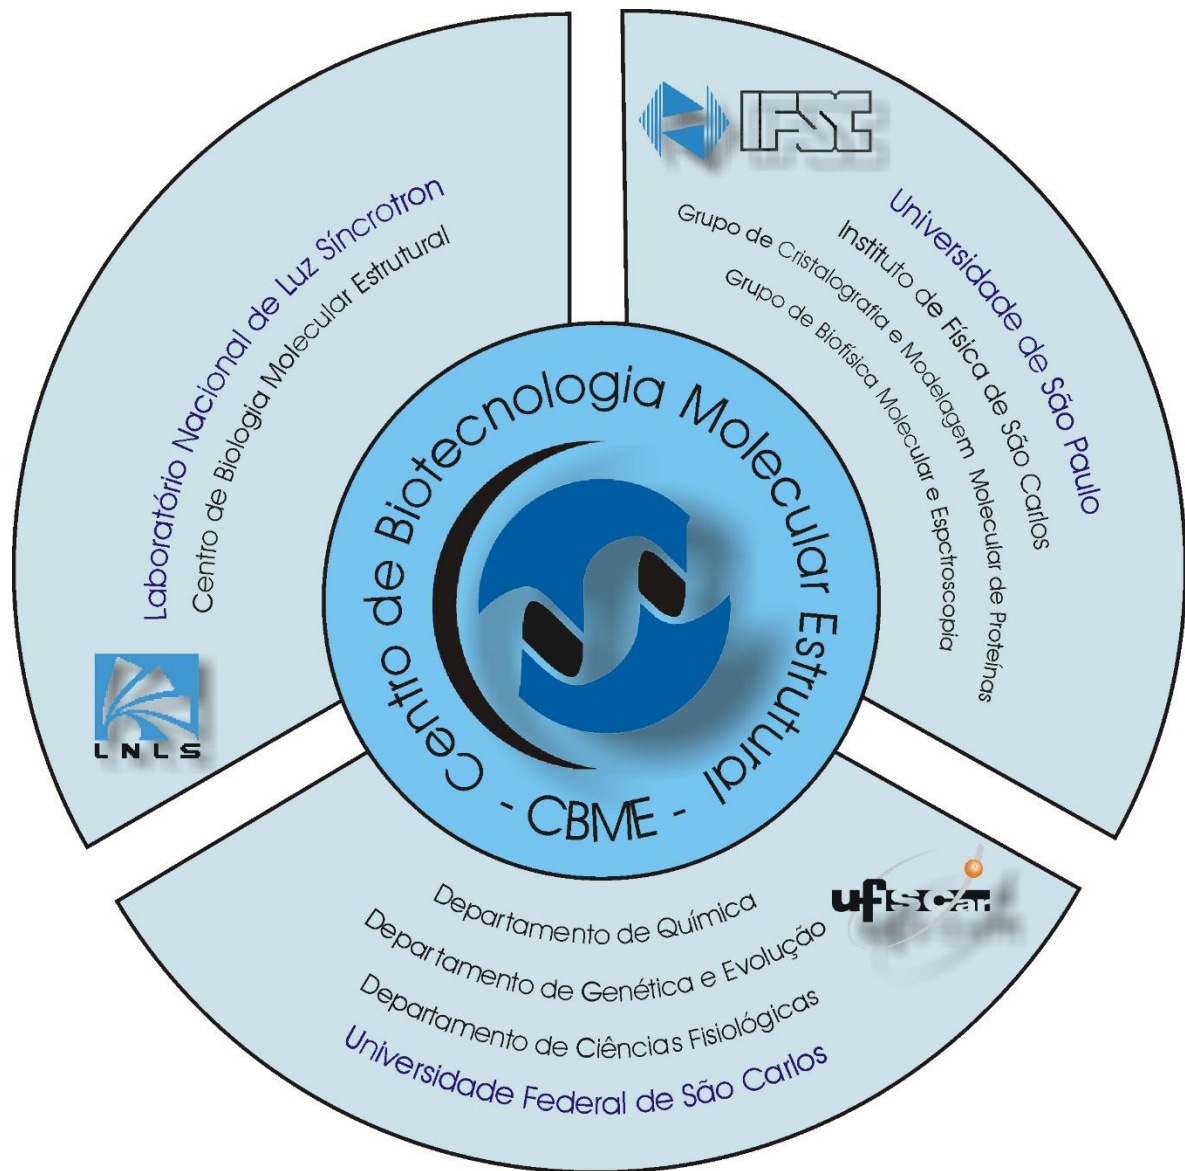 Laboratório Nacional de Luz Síncrotron
Centro de Biologia Molecular Estrutural
LNLS
IFSC
Universidade de São Paulo
Instituto de Física de São Carlos
Grupo de Cristalografia e Modelagem Molecular de Proteínas
Grupo de Biofísica Molecular e Espctroscopia
Centro de Biotecnologia Molecular Estrutural
- CBME -
ufscar
Departamento de Química
Departamento de Genética e Evolução
Departamento de Ciências Fisiológicas
Universidade Federal de São Carlos